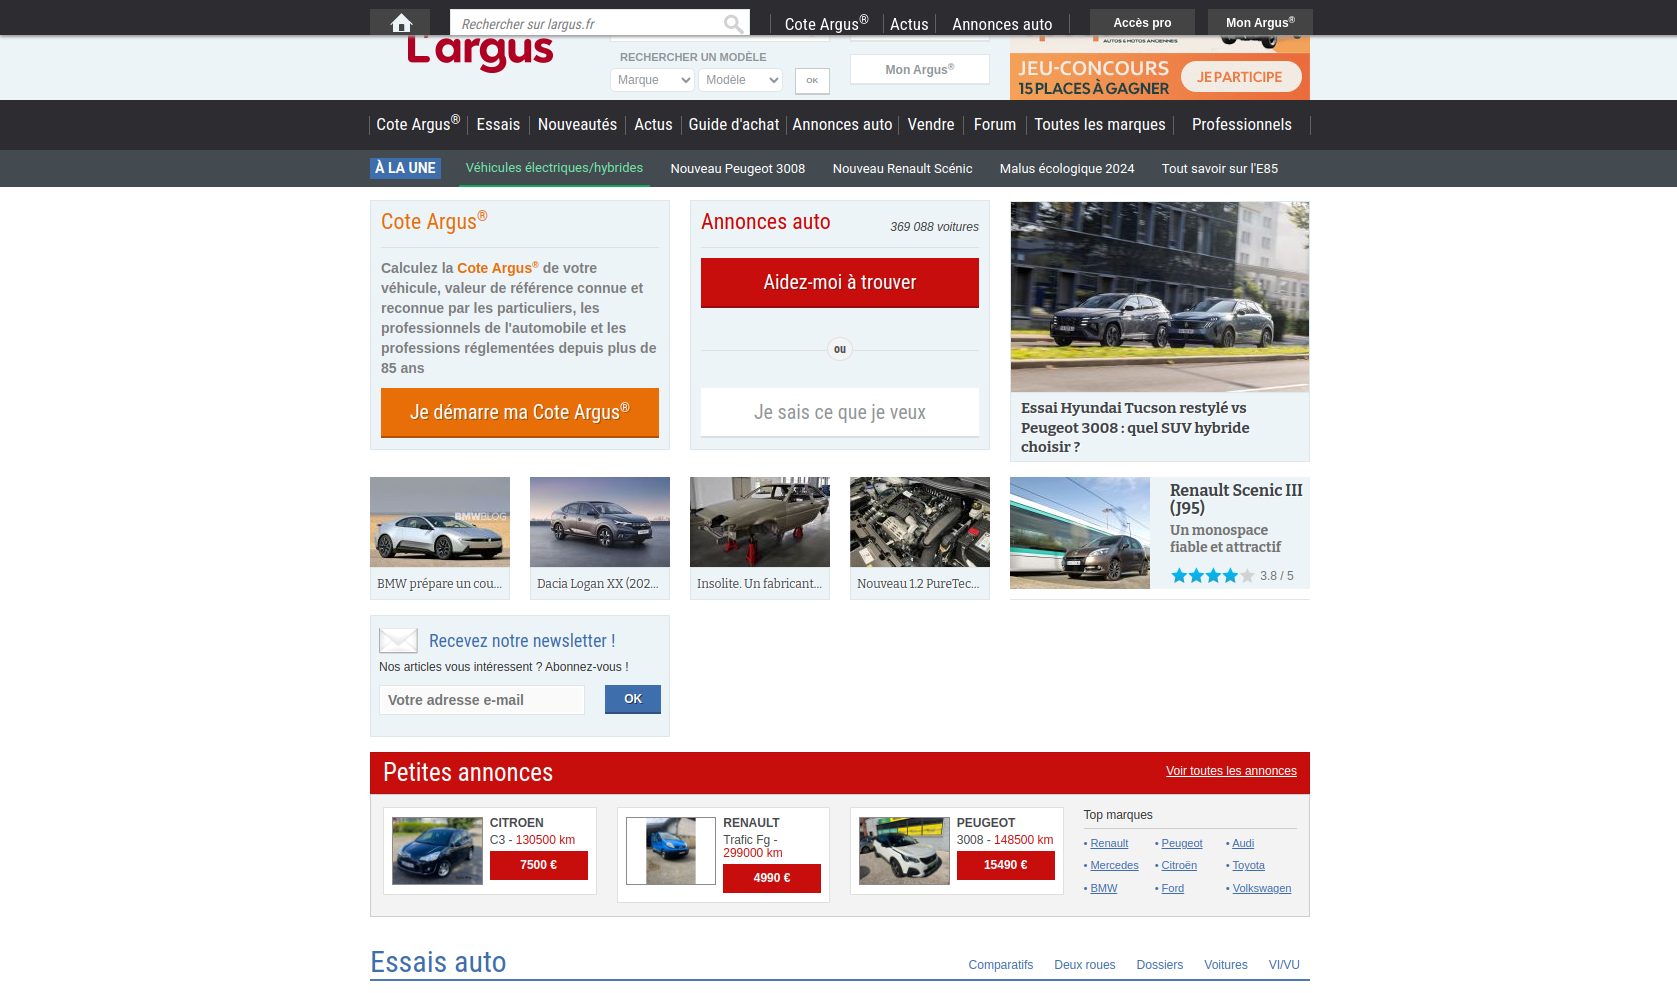 Rechercher sur largus.fr
Cote Argus®
Actus
Annonces auto
Accès pro
Mon Argus®
L'argus
RECHERCHER UN MODÈLE
Marque
Modèle
OK
Mon Argus®
AUTOS & MOTOS ANCIENNES
JEU-CONCOURS
15 PLACES À GAGNER
JE PARTICIPE
Cote Argus®
Essais
Nouveautés
Actus
Guide d'achat
Annonces auto
Vendre
Forum
Toutes les marques
Professionnels
À LA UNE
Véhicules électriques/hybrides
Nouveau Peugeot 3008
Nouveau Renault Scénic
Malus écologique 2024
Tout savoir sur l'E85
Cote Argus®
Calculez la Cote Argus® de votre
véhicule, valeur de référence connue et
reconnue par les particuliers, les
professionnels de l'automobile et les
professions réglementées depuis plus de
85 ans
Je démarre ma Cote Argus®
Annonces auto
369 088 voitures
Aidez-moi à trouver
ou
Je sais ce que je veux
Essai Hyundai Tucson restylé vs
Peugeot 3008 : quel SUV hybride
choisir ?
BMWBLOG
BMW prépare un cou...
Dacia Logan XX (202...
Insolite. Un fabricant...
Nouveau 1.2 PureTec...
Renault Scenic III
(J95)
Un monospace
fiable et attractif
3.8 / 5
Recevez notre newsletter !
Nos articles vous intéressent ? Abonnez-vous !
Votre adresse e-mail
OK
Petites annonces
Voir toutes les annonces
CITROEN
C3 - 130500 km
7500 €
RENAULT
Trafic Fg -
299000 km
4990 €
PEUGEOT
3008 - 148500 km
15490 €
Top marques
• Renault
• Peugeot
• Audi
• Mercedes
• Citroën
• Toyota
• BMW
• Ford
• Volkswagen
Essais auto
Comparatifs
Deux roues
Dossiers
Voitures
VI/VU